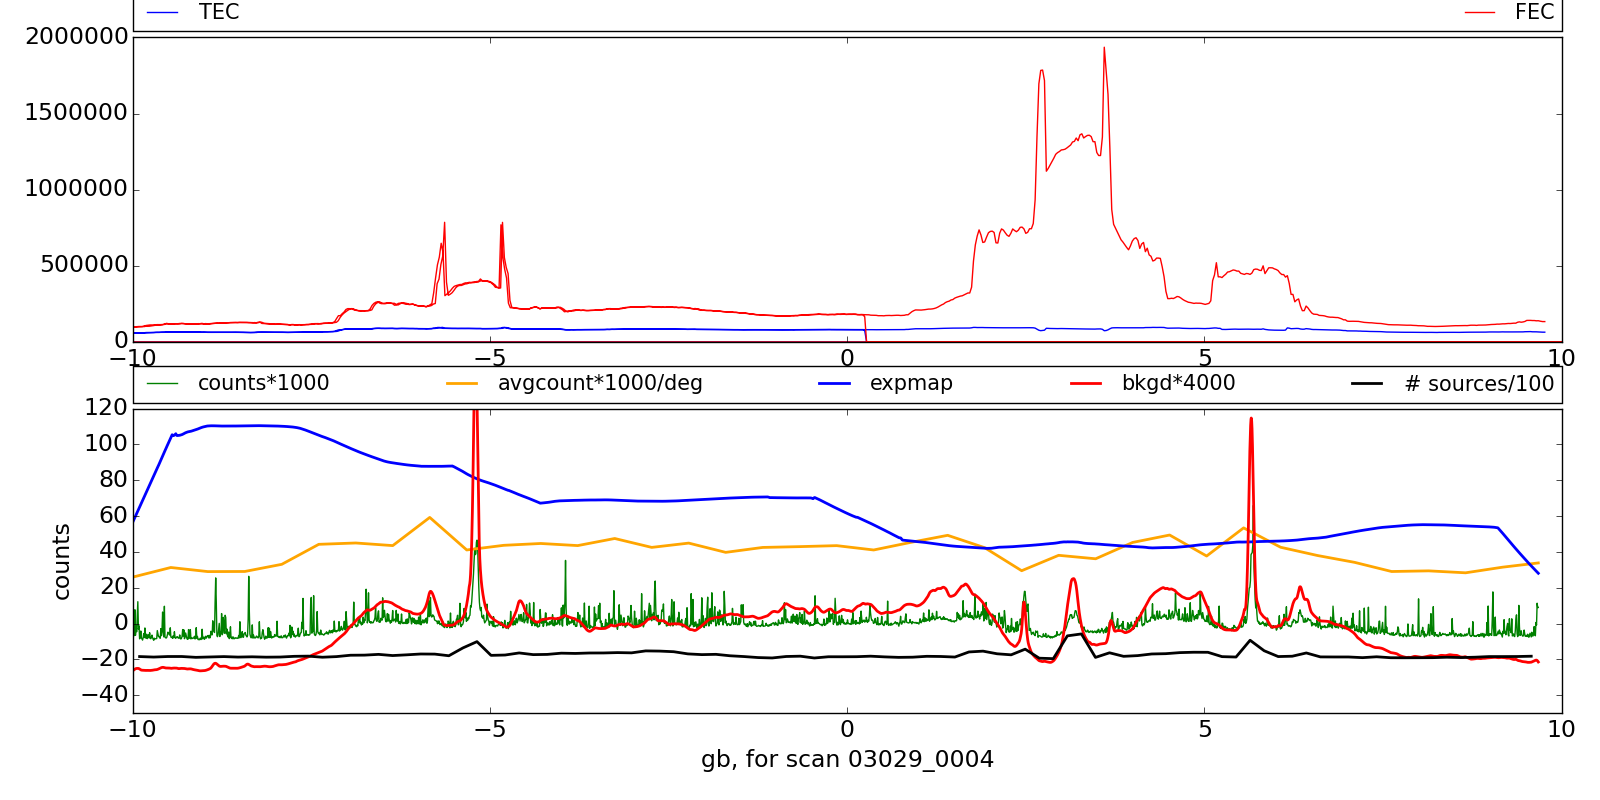 TEC FEC
2000000
1500000
1000000
500000
0
−10 −5 0 5 10
counts*1000 avgcount*1000/deg expmap bkgd*4000 # sources/100
120
100
80
60
40
20
0
−20
−40
counts
−10 −5 0 5 10
gb, for scan 03029_0004